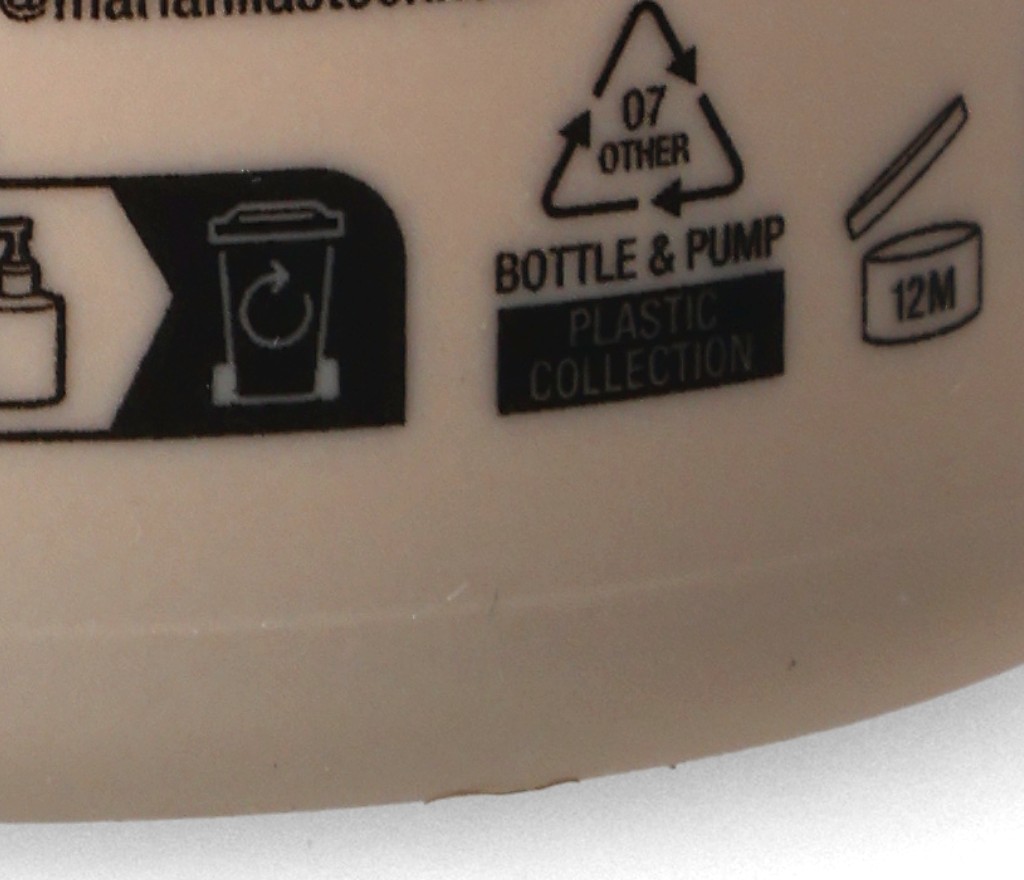 07
OTHER
BOTTLE & PUMP
PLASTIC
COLLECTION
12M